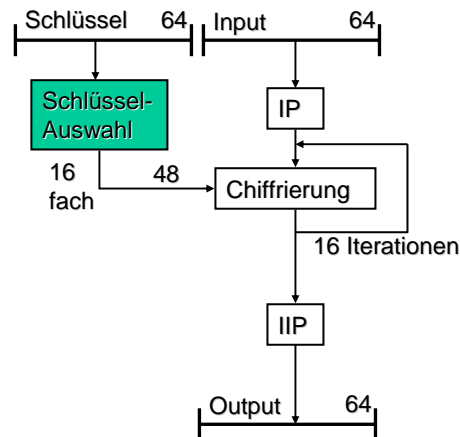 Schlüssel 64
Input 64
Schlüssel-
Auswahl
IP
16
fach
48
Chiffrierung
16 Iterationen
IIP
Output 64